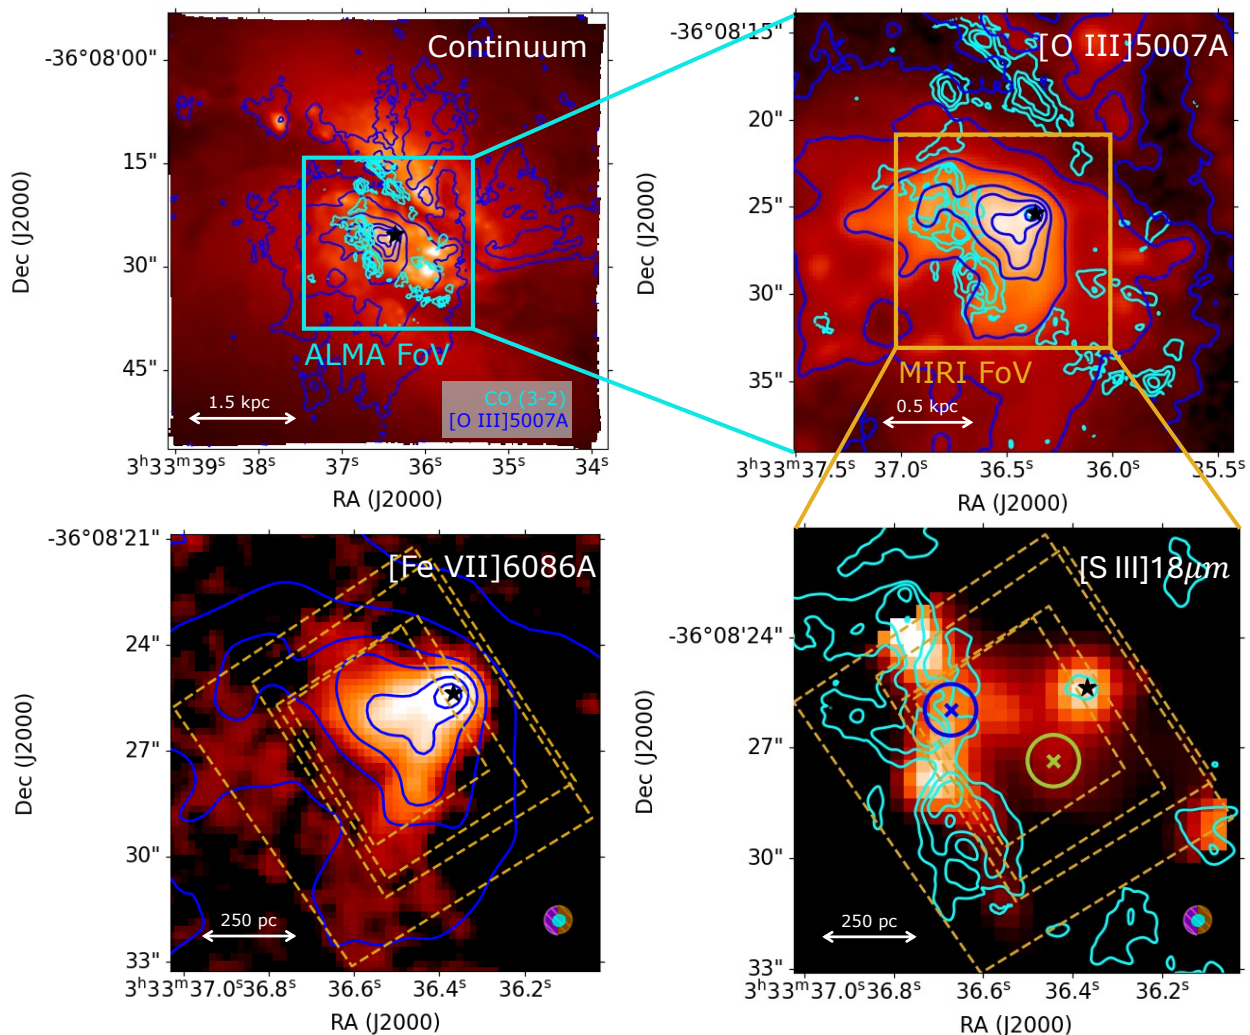 Continuum
-36°08'00"
15"
30"
45"
Dec (J2000)
ALMA FoV
CO (3-2)
[O III]5007A
1.5 kpc
3ʰ33ᵐ39ˢ 38ˢ 37ˢ 36ˢ 35ˢ 34ˢ
RA (J2000)
[O III]5007A
-36°08'15"
20"
25"
30"
35"
Dec (J2000)
MIRI FoV
0.5 kpc
3ʰ33ᵐ37.5ˢ 37.0ˢ 36.5ˢ 36.0ˢ 35.5ˢ
RA (J2000)
[Fe VII]6086A
-36°08'21"
24"
27"
30"
33"
Dec (J2000)
250 pc
3ʰ33ᵐ37.0ˢ 36.8ˢ 36.6ˢ 36.4ˢ 36.2ˢ
RA (J2000)
[S III]18μm
-36°08'24"
27"
30"
33"
Dec (J2000)
250 pc
3ʰ33ᵐ37.0ˢ 36.8ˢ 36.6ˢ 36.4ˢ 36.2ˢ
RA (J2000)